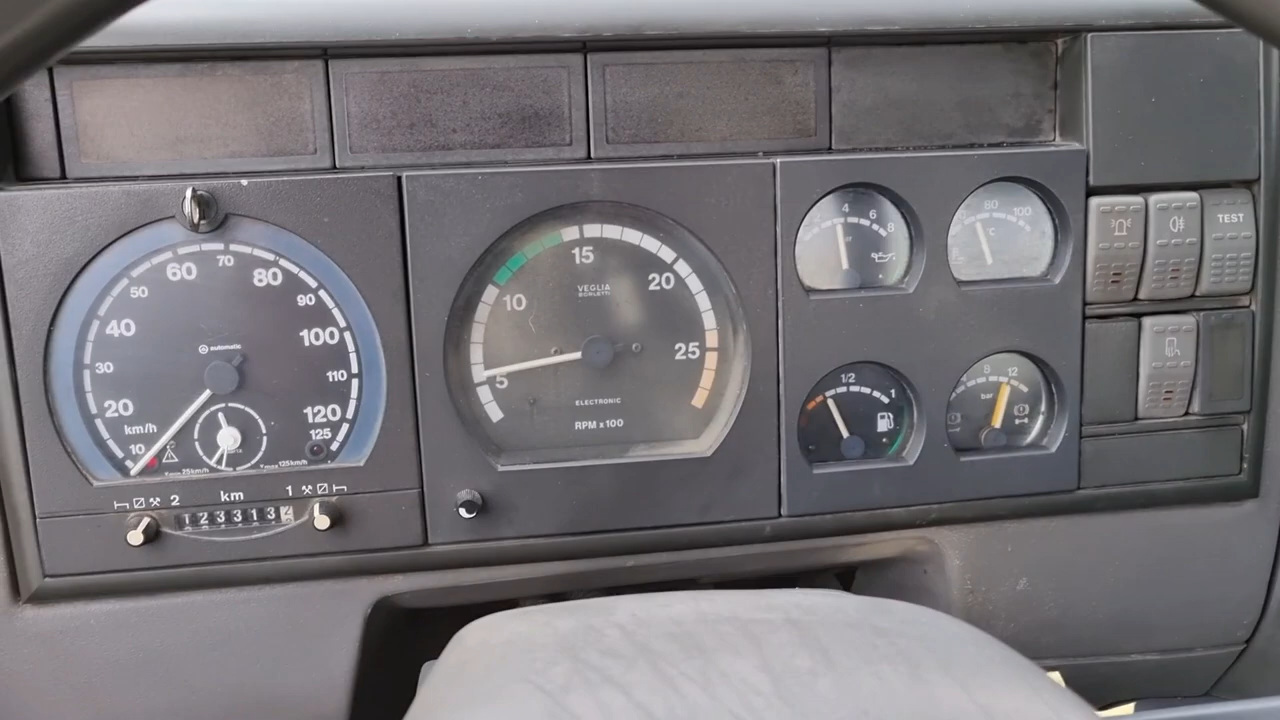 60 70 80
50 90
40 100
30 110
20 120
km/h 125
10
automatic
2 km 1
123313
15
10 20
VEGLIA
BORLETTI
25
5
ELECTRONIC
RPM x 100
4 6
8
80 100
°C
1/2
1
8 12
bar
TEST